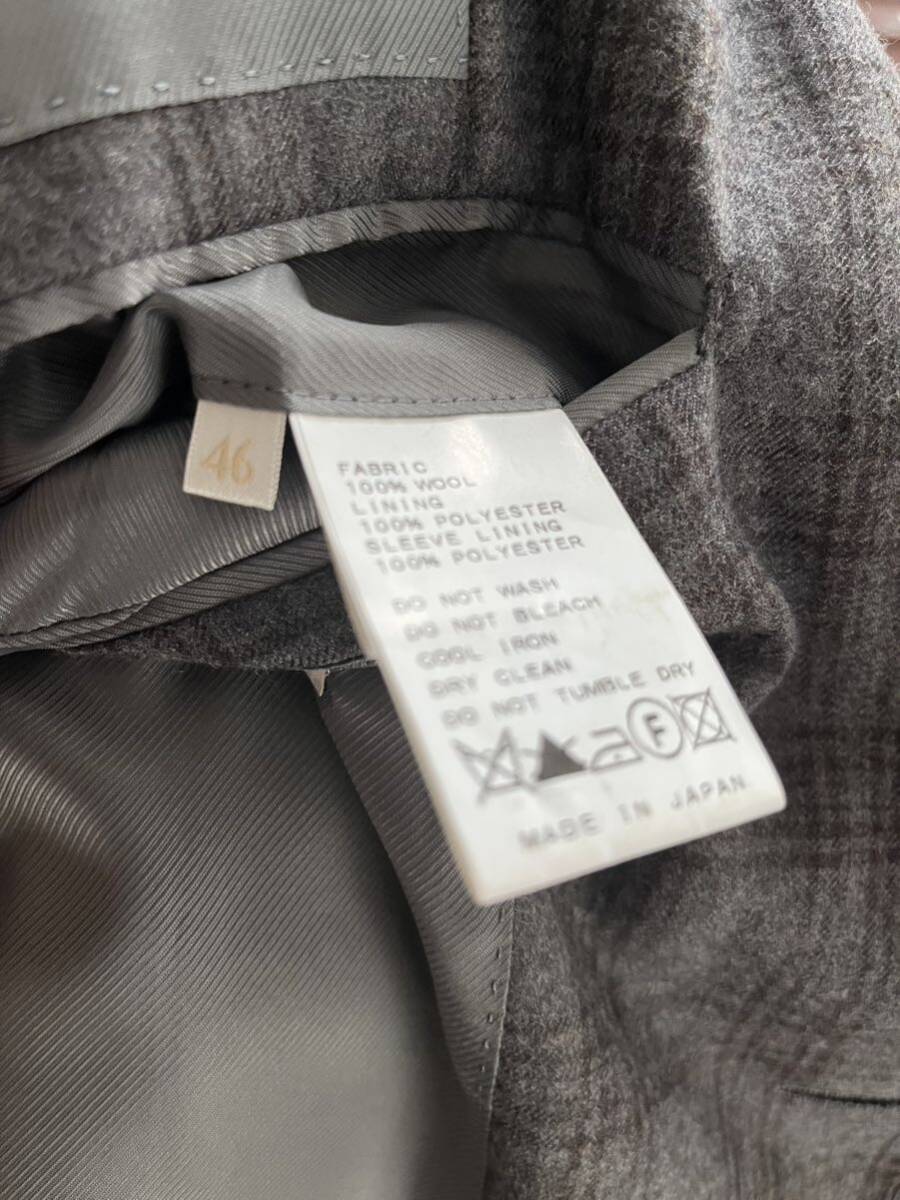 46
FABRIC
100% WOOL
LINING
100% POLYESTER
SLEEVE LINING
100% POLYESTER
DO NOT WASH
DO NOT BLEACH
COOL IRON
DRY CLEAN
DO NOT TUMBLE DRY
F
MADE IN JAPAN